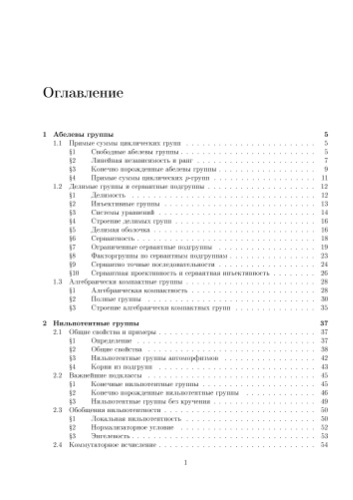 Оглавление
1 Абелевы группы 5
1.1 Прямые суммы циклических групп . . . . . . . . . . 5
§1 Свободные абелевы группы . . . . . . . . . . 5
§2 Линейная независимость и ранг . . . . . . . . . . 7
§3 Конечно порожденные абелевы группы . . . . . . . . . . 9
§4 Прямые суммы циклических p-групп . . . . . . . . . . 11
1.2 Делимые группы и сервантные подгруппы . . . . . . . . . . 12
§1 Делимость . . . . . . . . . . 12
§2 Инъективные группы . . . . . . . . . . 13
§3 Системы уравнений . . . . . . . . . . 14
§4 Строение делимых групп . . . . . . . . . . 16
§5 Делимая оболочка . . . . . . . . . . 16
§6 Сервантность . . . . . . . . . . 18
§7 Ограниченные сервантные подгруппы . . . . . . . . . . 19
§8 Факторгруппы по сервантным подгруппам . . . . . . . . . . 23
§9 Сервантно точные последовательности . . . . . . . . . . 24
§10 Сервантная проективность и сервантная инъективность . . . . . . . . . . 26
1.3 Алгебраически компактные группы . . . . . . . . . . 28
§1 Алгебраическая компактность . . . . . . . . . . 28
§2 Полные группы . . . . . . . . . . 30
§3 Строение алгебраически компактных групп . . . . . . . . . . 35
2 Нильпотентные группы 37
2.1 Общие свойства и примеры . . . . . . . . . . 37
§1 Определение . . . . . . . . . . 37
§2 Общие свойства . . . . . . . . . . 38
§3 Нильпотентные группы автоморфизмов . . . . . . . . . . 42
§4 Корни из подгрупп . . . . . . . . . . 43
2.2 Важнейшие подклассы . . . . . . . . . . 45
§1 Конечные нильпотентные группы . . . . . . . . . . 45
§2 Конечно порожденные нильпотентные группы . . . . . . . . . . 46
§3 Нильпотентные группы без кручения . . . . . . . . . . 49
2.3 Обобщения нильпотентности . . . . . . . . . . 50
§1 Локальная нильпотентность . . . . . . . . . . 50
§2 Нормализаторное условие . . . . . . . . . . 52
§3 Энгелевость . . . . . . . . . . 53
2.4 Коммутаторное исчисление . . . . . . . . . . 54
1